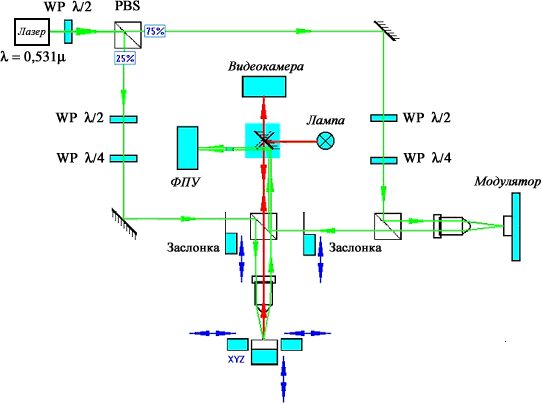 WP λ/2 PBS
Лазер
75%
λ = 0,531μ
25%
Видеокамера
Лампа
WP λ/2
WP λ/2
WP λ/4
WP λ/4
ФПУ
Модулятор
Заслонка
Заслонка
XYZ